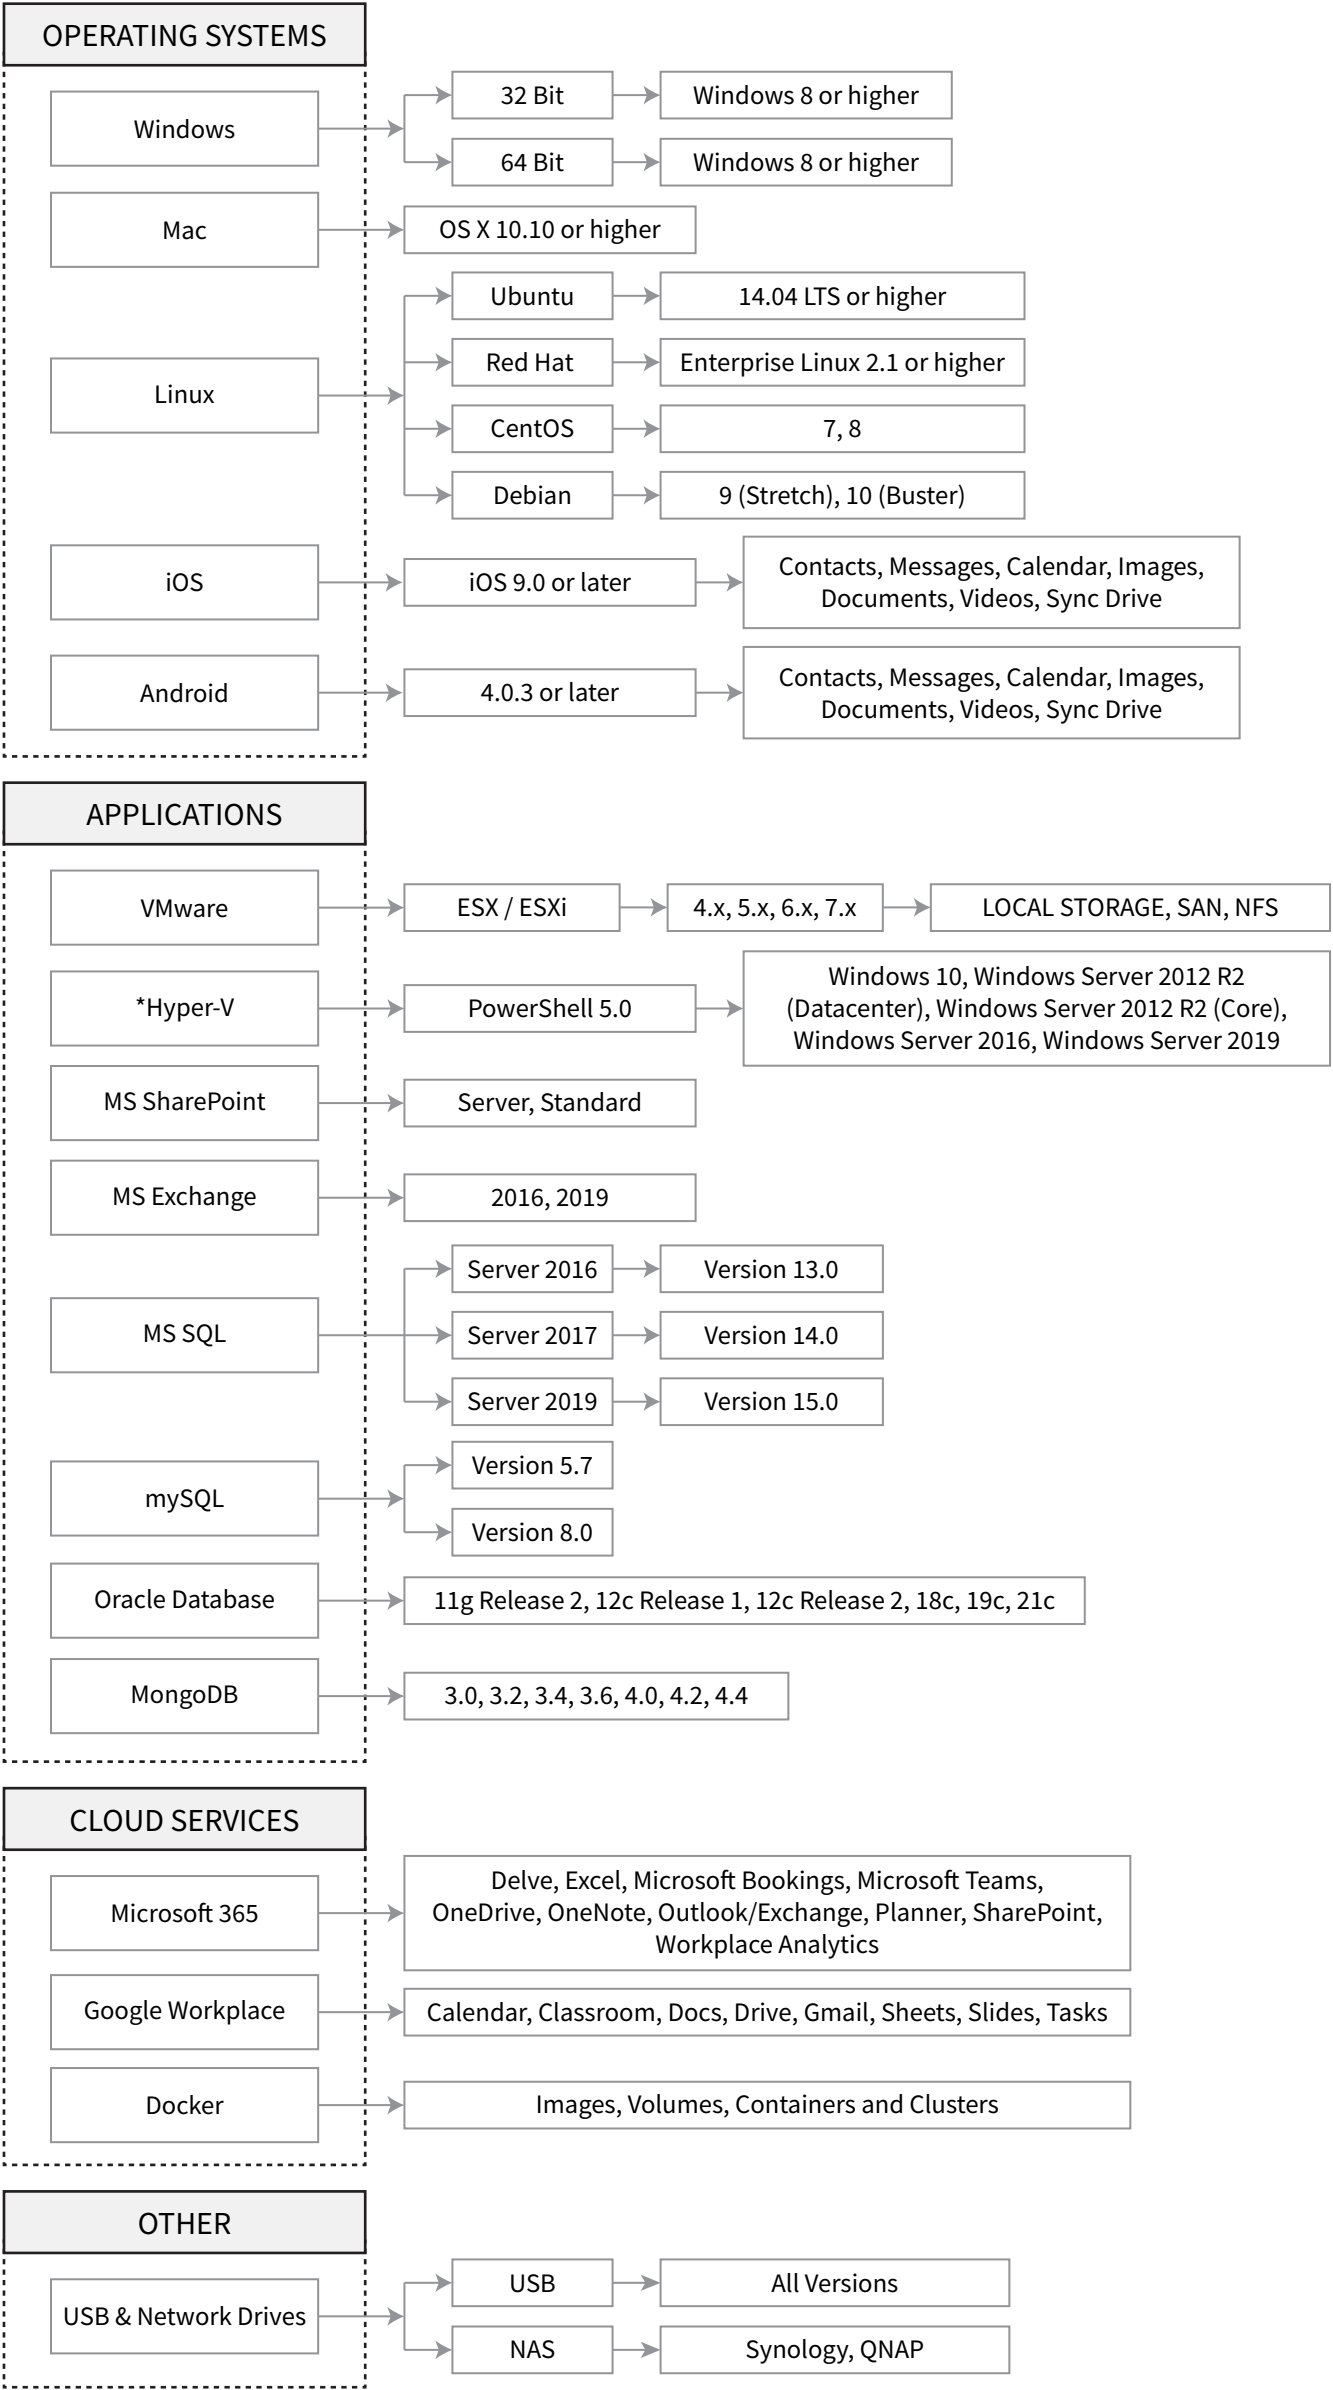 OPERATING SYSTEMS
Windows
32 Bit
Windows 8 or higher
64 Bit
Windows 8 or higher
Mac
OS X 10.10 or higher
Linux
Ubuntu
14.04 LTS or higher
Red Hat
Enterprise Linux 2.1 or higher
CentOS
7, 8
Debian
9 (Stretch), 10 (Buster)
iOS
iOS 9.0 or later
Contacts, Messages, Calendar, Images,
Documents, Videos, Sync Drive
Android
4.0.3 or later
Contacts, Messages, Calendar, Images,
Documents, Videos, Sync Drive
APPLICATIONS
VMware
ESX / ESXi
4.x, 5.x, 6.x, 7.x
LOCAL STORAGE, SAN, NFS
*Hyper-V
PowerShell 5.0
Windows 10, Windows Server 2012 R2
(Datacenter), Windows Server 2012 R2 (Core),
Windows Server 2016, Windows Server 2019
MS SharePoint
Server, Standard
MS Exchange
2016, 2019
MS SQL
Server 2016
Version 13.0
Server 2017
Version 14.0
Server 2019
Version 15.0
mySQL
Version 5.7
Version 8.0
Oracle Database
11g Release 2, 12c Release 1, 12c Release 2, 18c, 19c, 21c
MongoDB
3.0, 3.2, 3.4, 3.6, 4.0, 4.2, 4.4
CLOUD SERVICES
Microsoft 365
Delve, Excel, Microsoft Bookings, Microsoft Teams,
OneDrive, OneNote, Outlook/Exchange, Planner, SharePoint,
Workplace Analytics
Google Workplace
Calendar, Classroom, Docs, Drive, Gmail, Sheets, Slides, Tasks
Docker
Images, Volumes, Containers and Clusters
OTHER
USB & Network Drives
USB
All Versions
NAS
Synology, QNAP